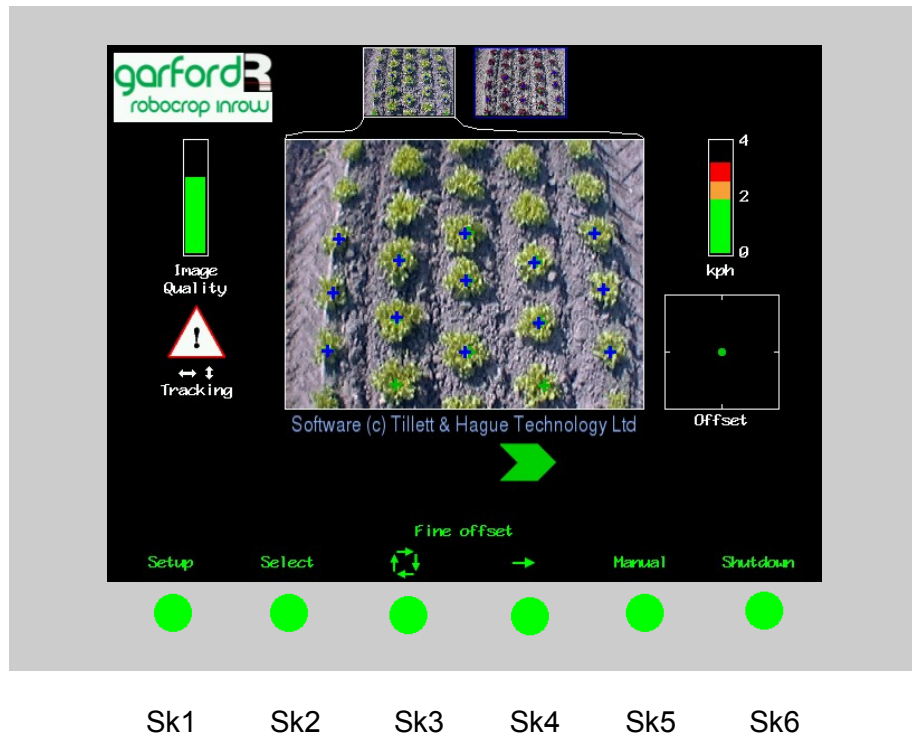 garford
robocrop inrow
4
2
0
kph
Image
Quality
!
Tracking
Offset
Software (c) Tillett & Hague Technology Ltd
Fine offset
Setup Select Manual Shutdown
Sk1 Sk2 Sk3 Sk4 Sk5 Sk6